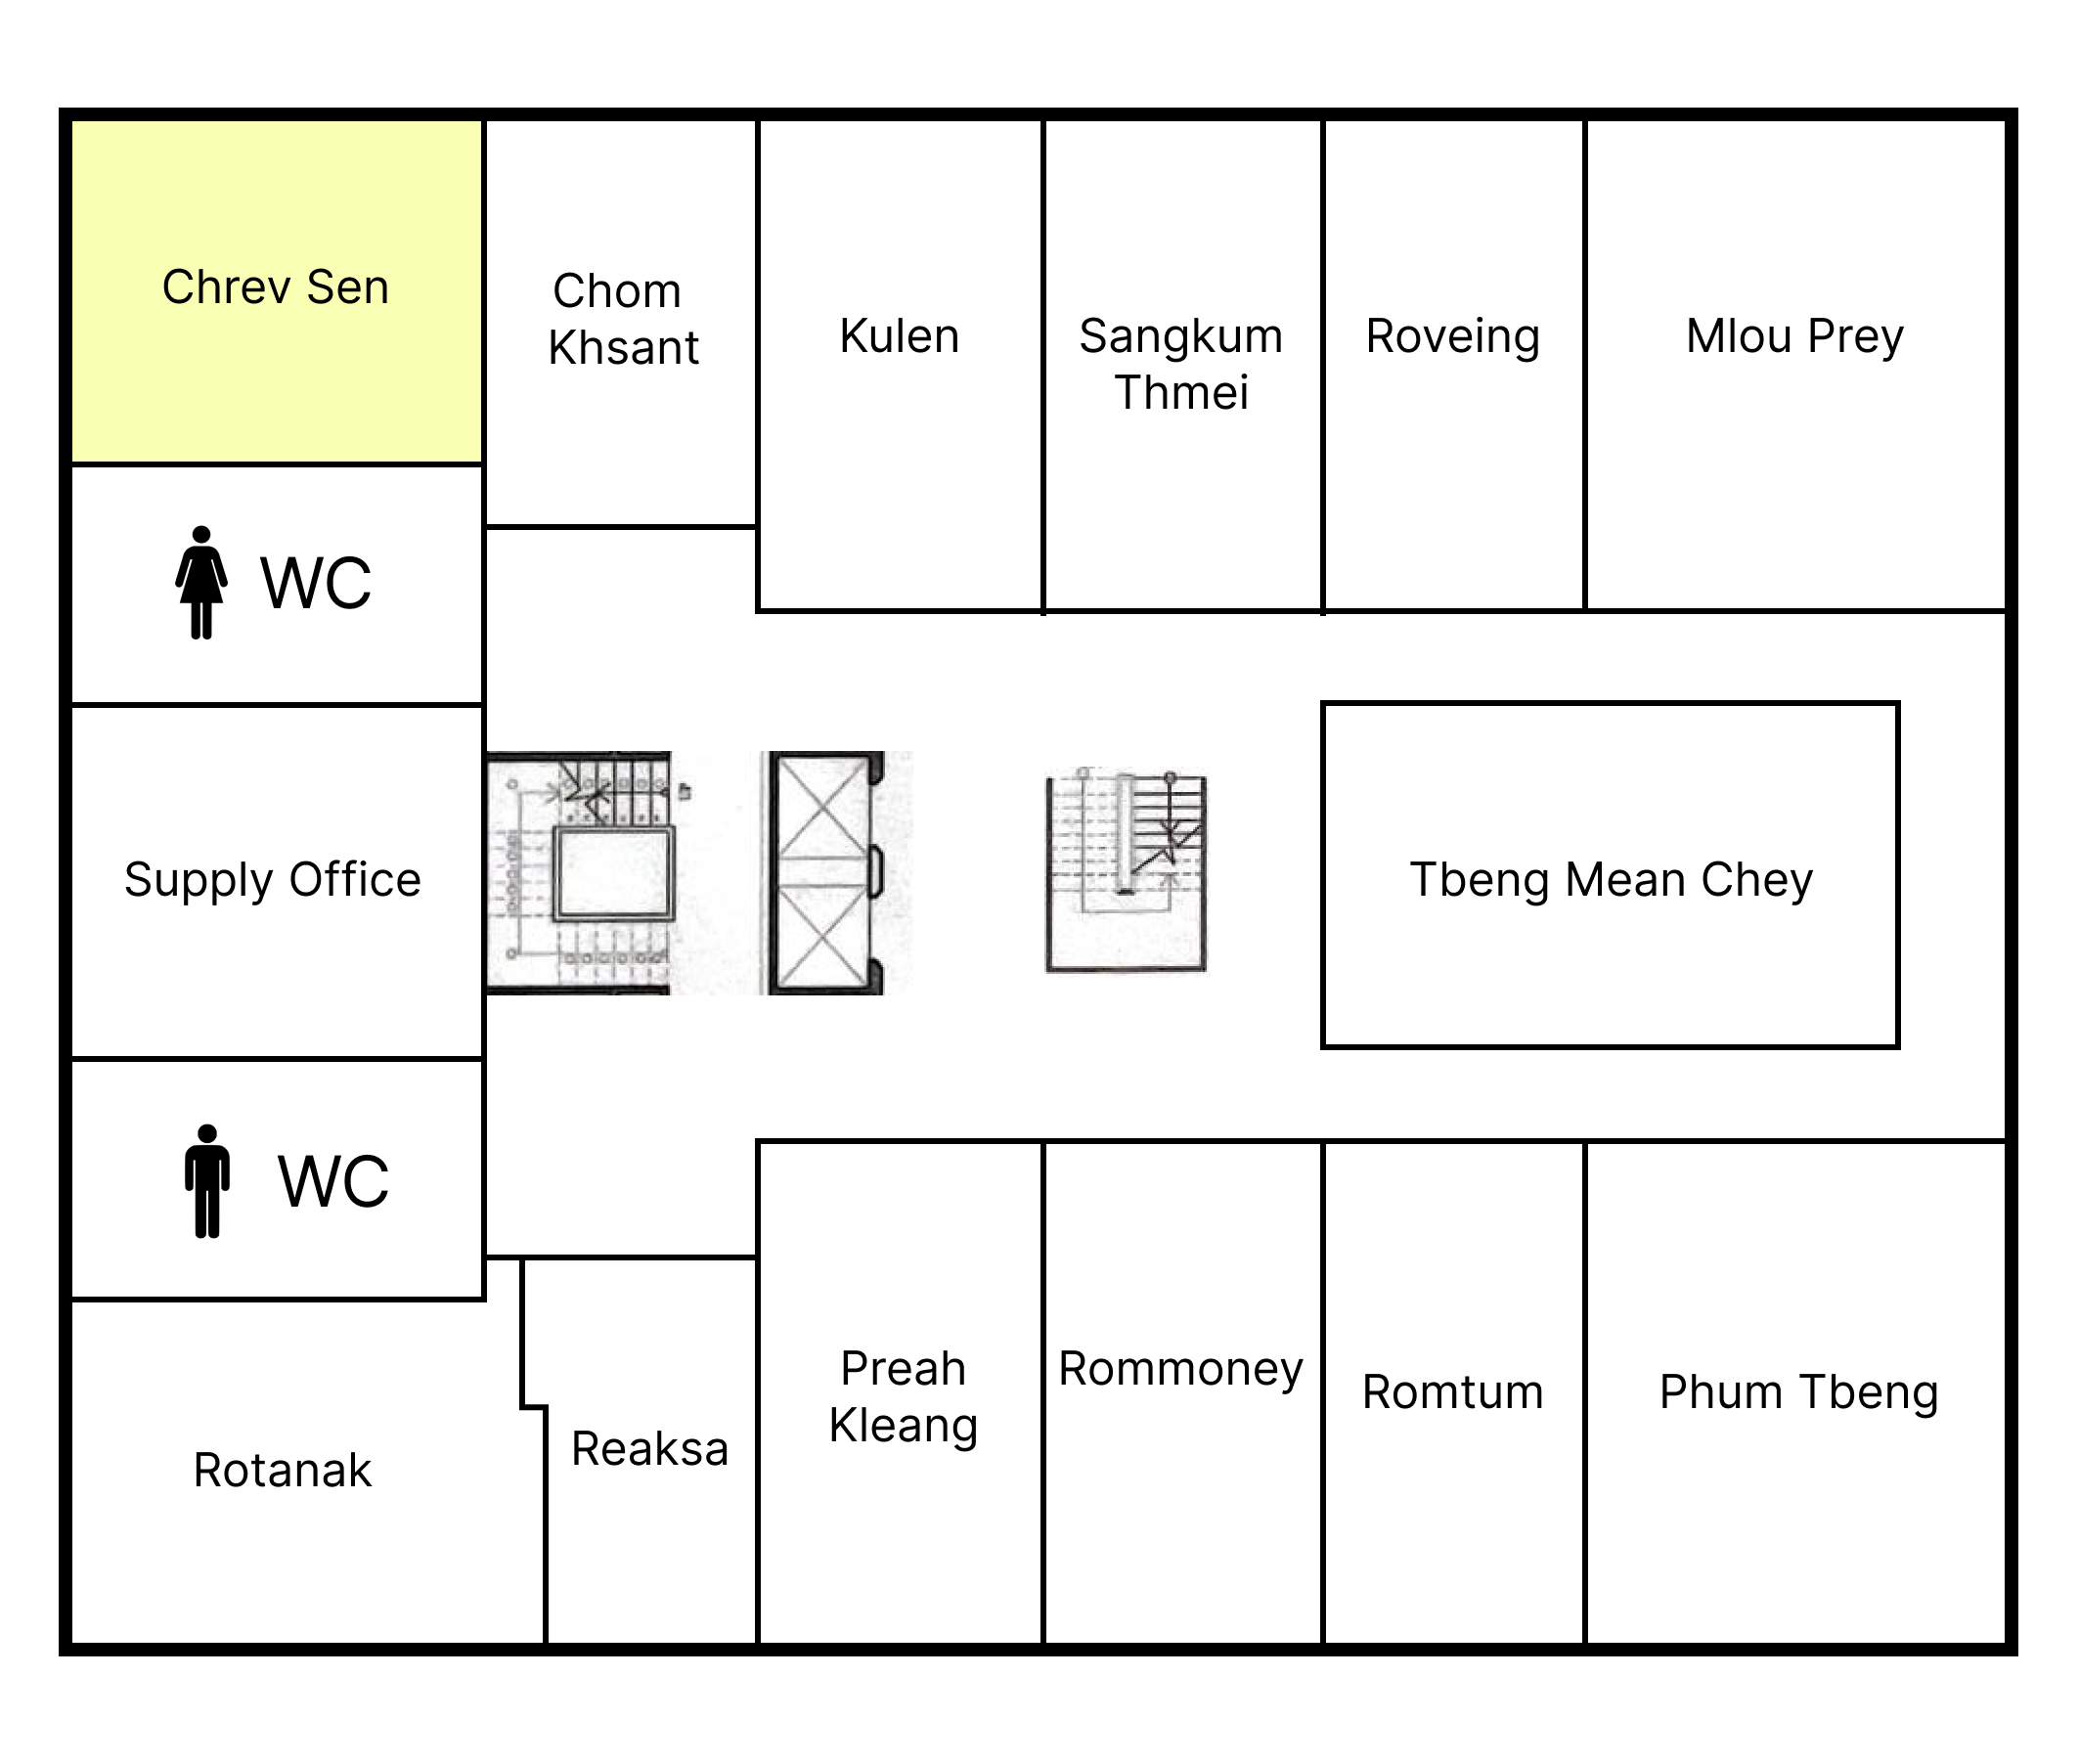 Chrev Sen
Chom
Khsant
Kulen
Sangkum
Thmei
Roveing
Mlou Prey
WC
Supply Office
Tbeng Mean Chey
WC
Rotanak
Reaksa
Preah
Kleang
Rommoney
Romtum
Phum Tbeng